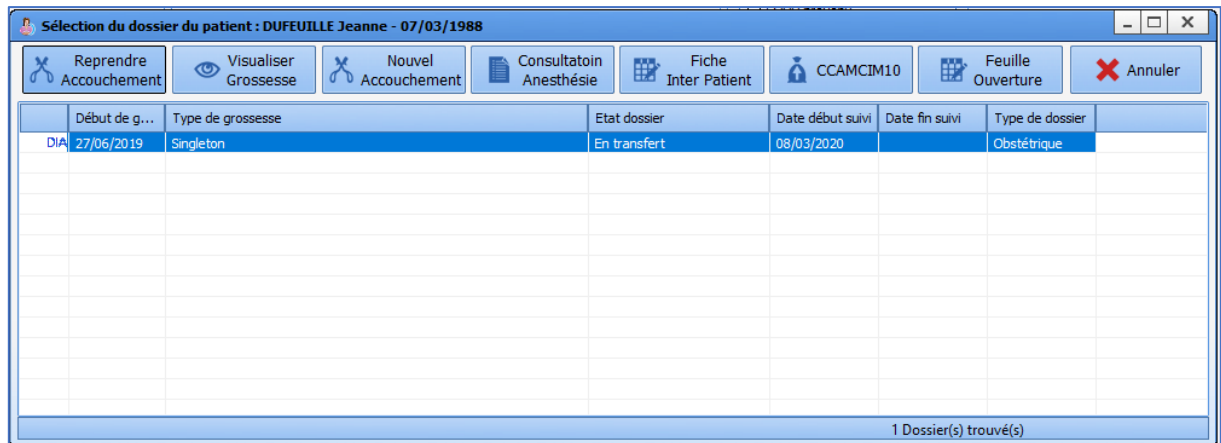 Sélection du dossier du patient : DUFEUILLE Jeanne - 07/03/1988
Reprendre
Accouchement
Visualiser
Grossesse
Nouvel
Accouchement
Consultatoin
Anesthésie
Fiche
Inter Patient
CCAMCIM10
Feuille
Ouverture
Annuler
Début de g... Type de grossesse Etat dossier Date début suivi Date fin suivi Type de dossier
DIA 27/06/2019 Singleton En transfert 08/03/2020 Obstétrique
1 Dossier(s) trouvé(s)